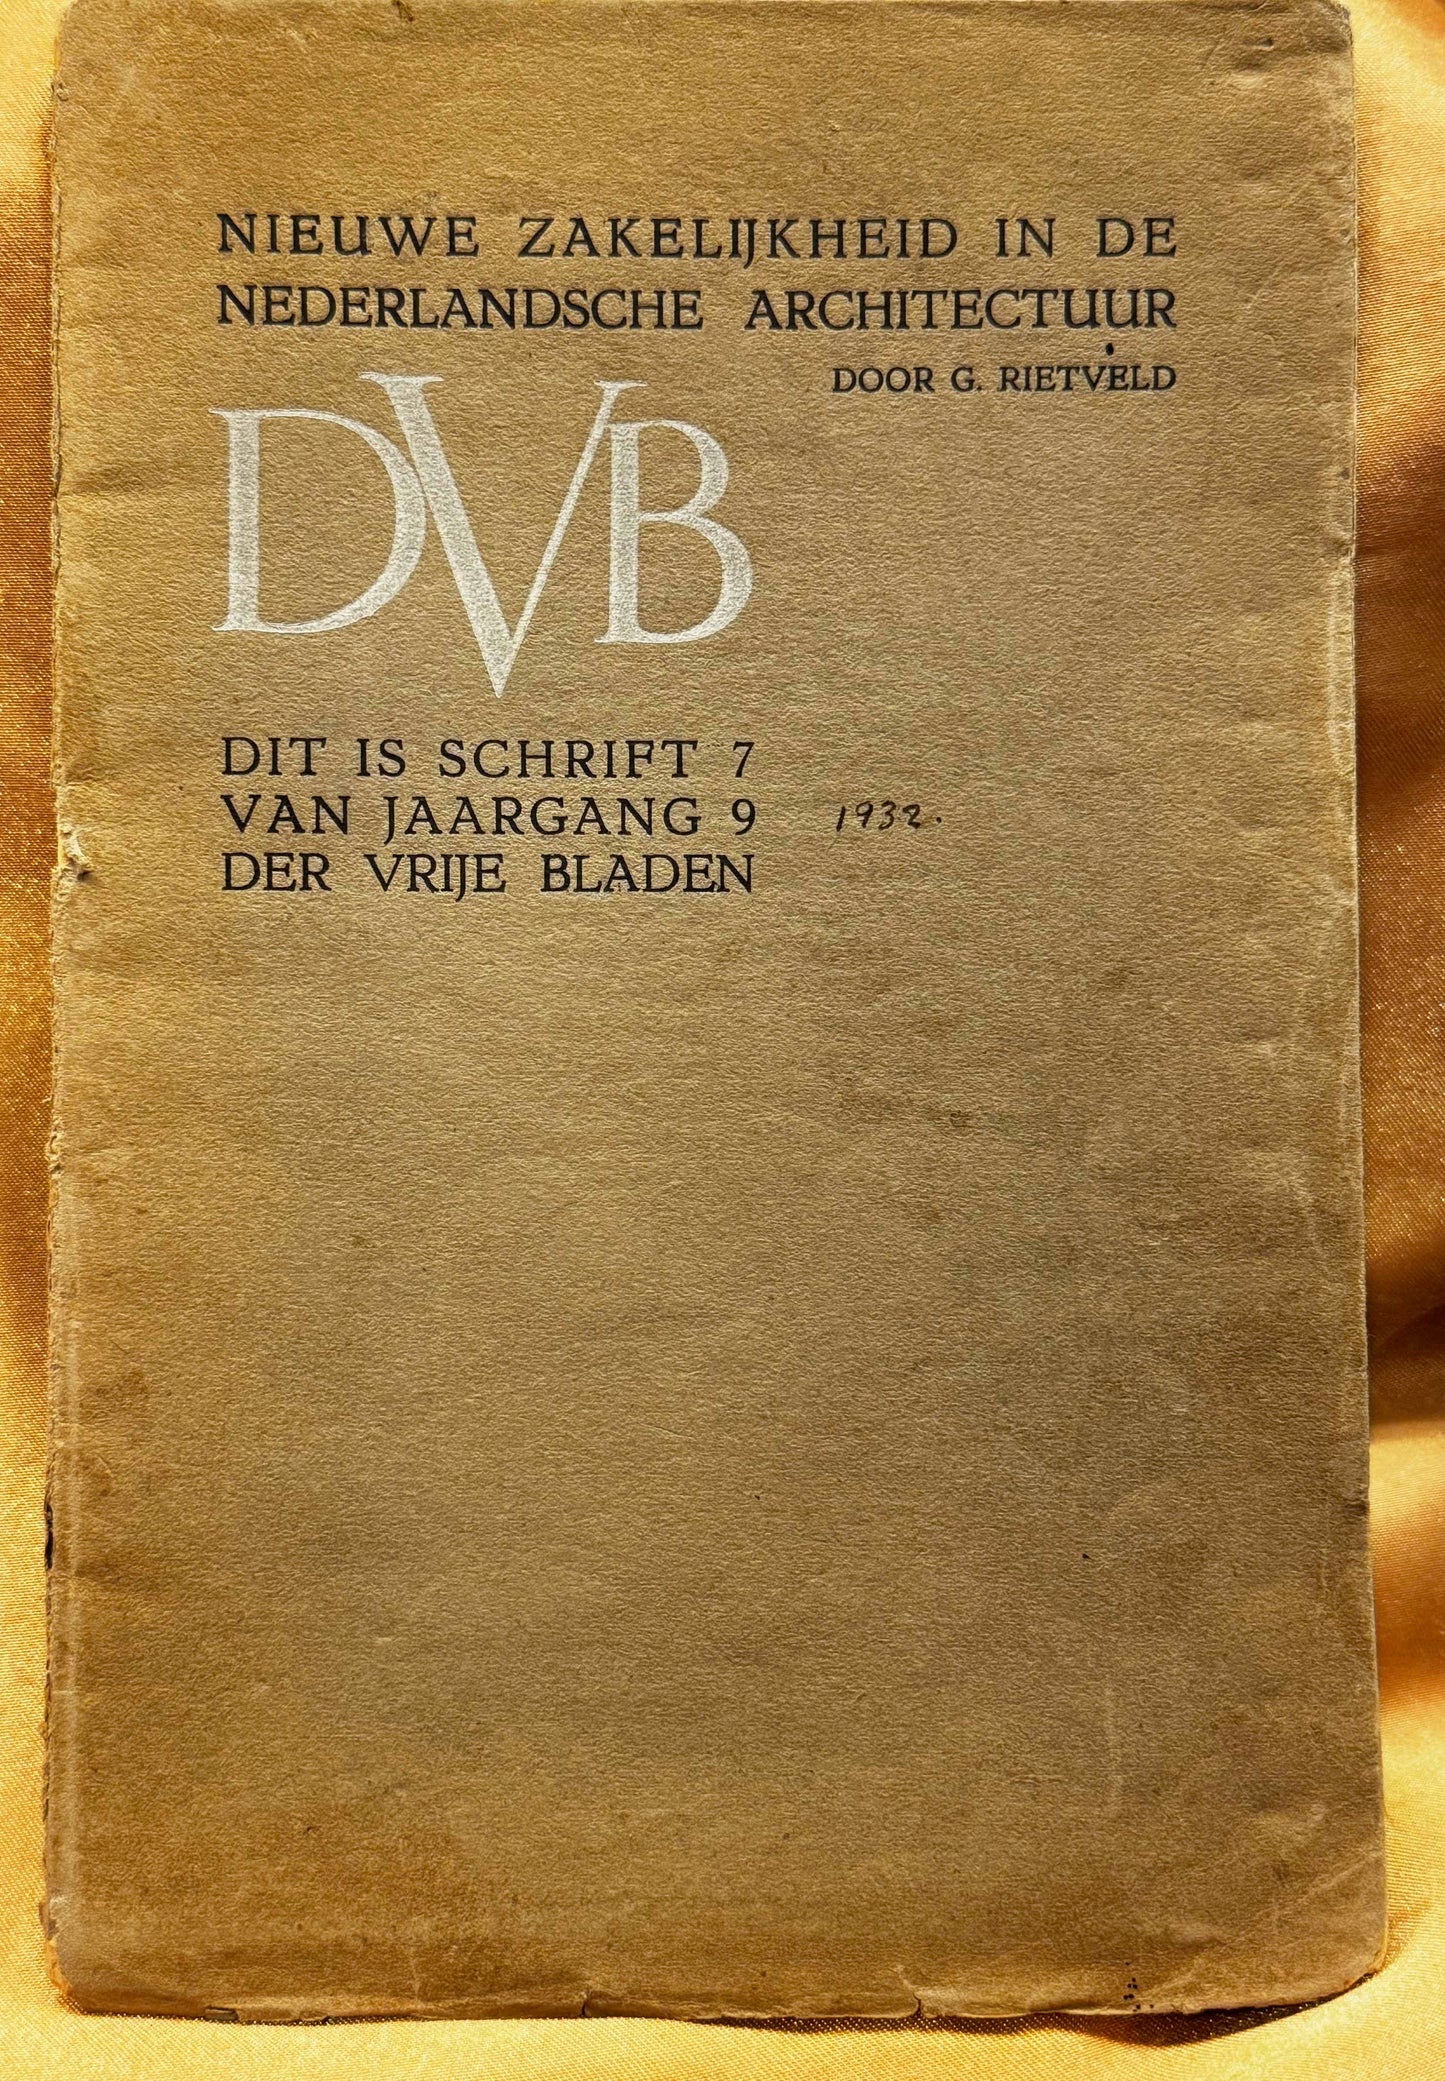 NIEUWE ZAKELIJKHEID IN DE
NEDERLANDSCHE ARCHITECTUUR
DOOR G. RIETVELD
DVB
DIT IS SCHRIFT 7
VAN JAARGANG 9 1932.
DER VRIJE BLADEN